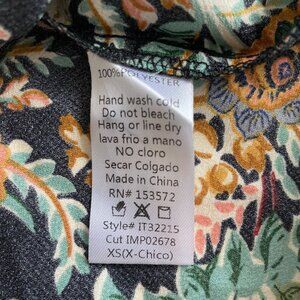 100%POLYESTER
Hand wash cold
Do not bleach
Hang or line dry
lava frio a mano
NO cloro
Secar Colgado
Made in China
RN# 153572
Style# IT32215
Cut IMP02678
XS(X-Chico)